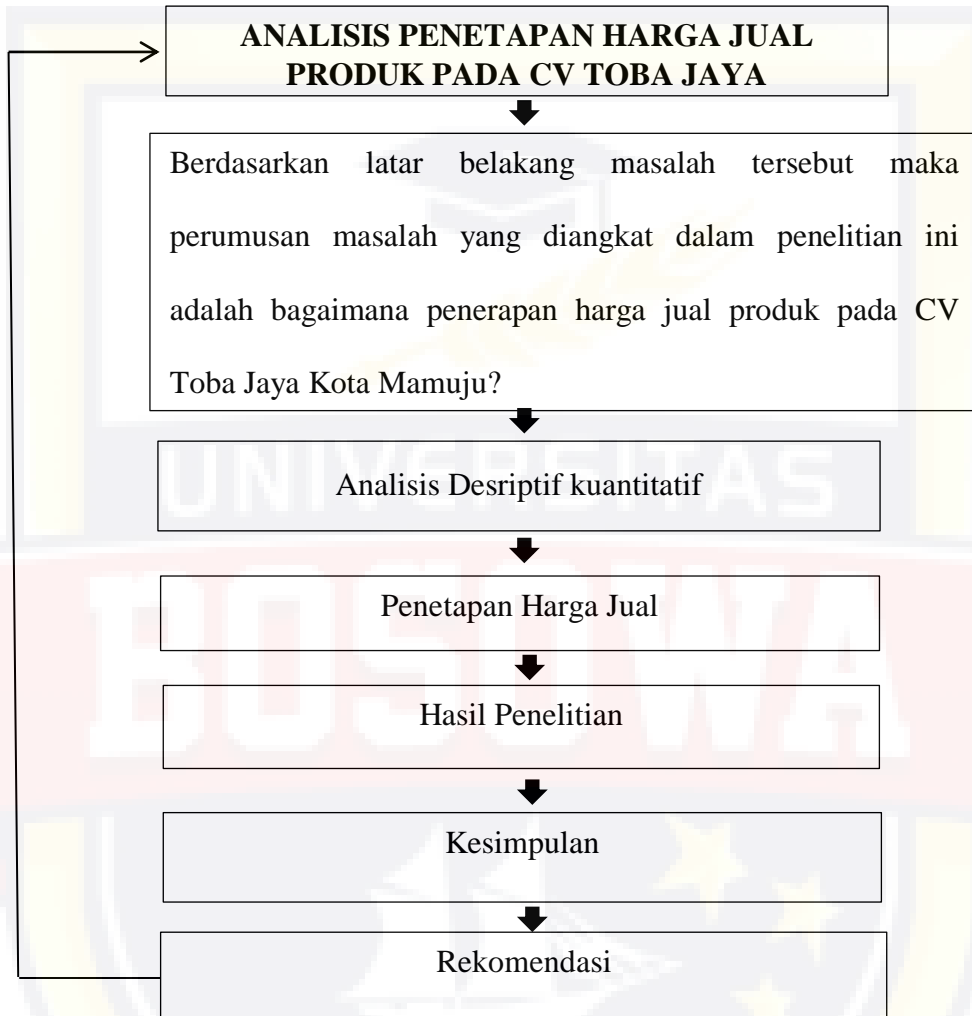 ANALISIS PENETAPAN HARGA JUAL
PRODUK PADA CV TOBA JAYA
Berdasarkan latar belakang masalah tersebut maka
perumusan masalah yang diangkat dalam penelitian ini
adalah bagaimana penerapan harga jual produk pada CV
Toba Jaya Kota Mamuju?
UNIVERSITAS
Analisis Desriptif kuantitatif
BOSOWA
Penetapan Harga Jual
Hasil Penelitian
Kesimpulan
Rekomendasi